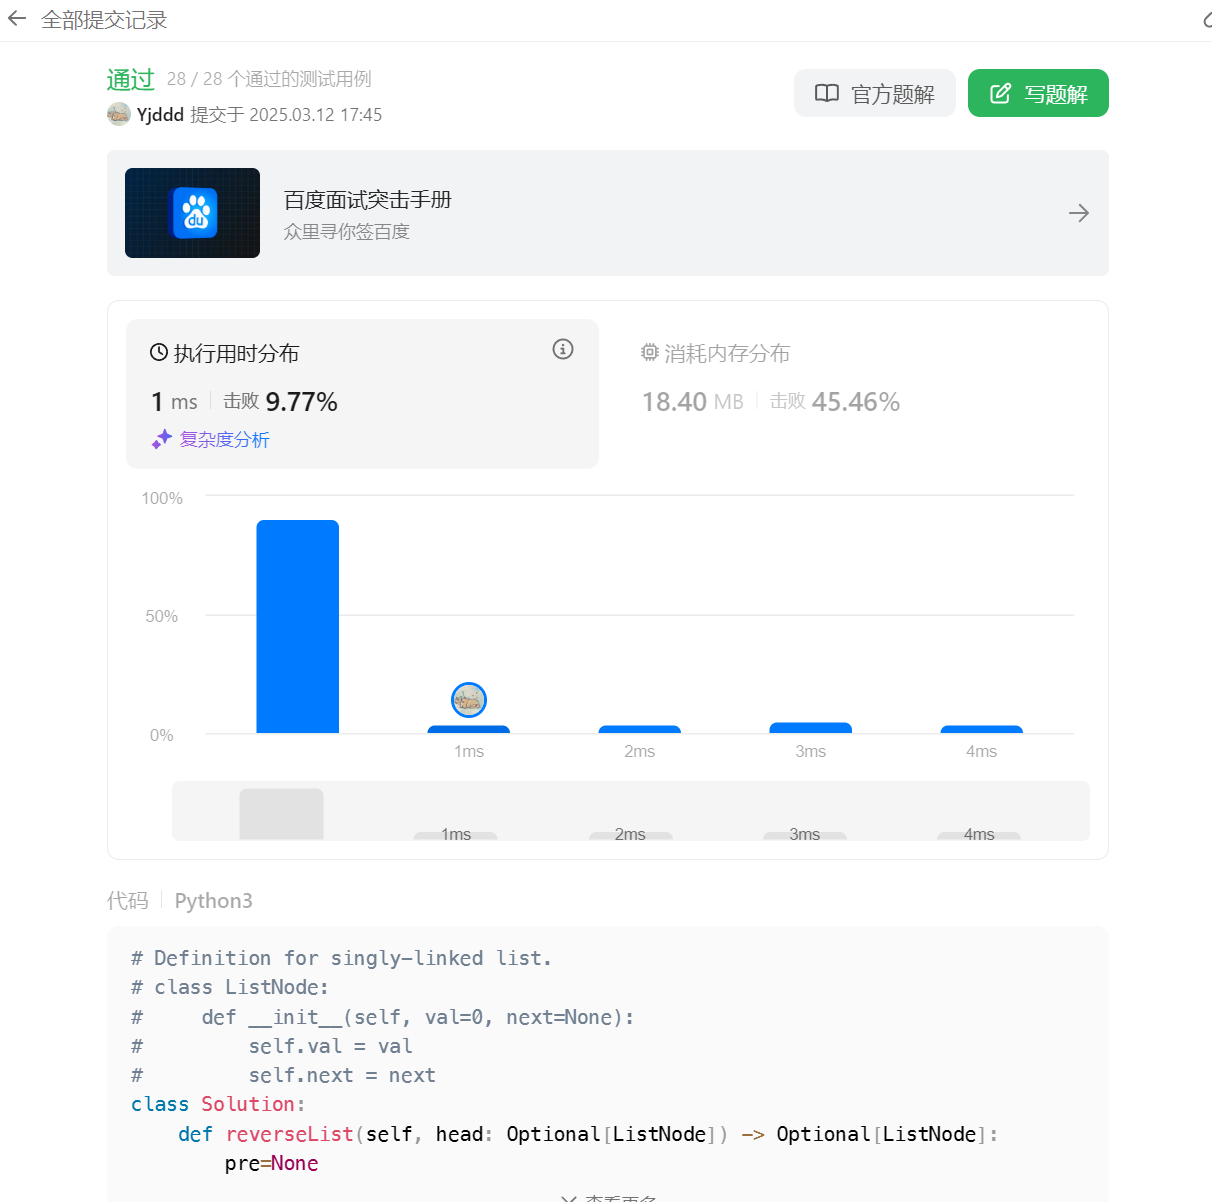 全部提交记录
通过 28 / 28 个通过的测试用例
Yjddd 提交于 2025.03.12 17:45
官方题解
写题解
du
百度面试突击手册
众里寻你签百度
执行用时分布
1 ms 击败 9.77%
复杂度分析
消耗内存分布
18.40 MB 击败 45.46%
100%
50%
0%
1ms 2ms 3ms 4ms
1ms 2ms 3ms 4ms
代码 Python3
# Definition for singly-linked list.
# class ListNode:
#     def __init__(self, val=0, next=None):
#         self.val = val
#         self.next = next
class Solution:
    def reverseList(self, head: Optional[ListNode]) -> Optional[ListNode]:
        pre=None
查看更多